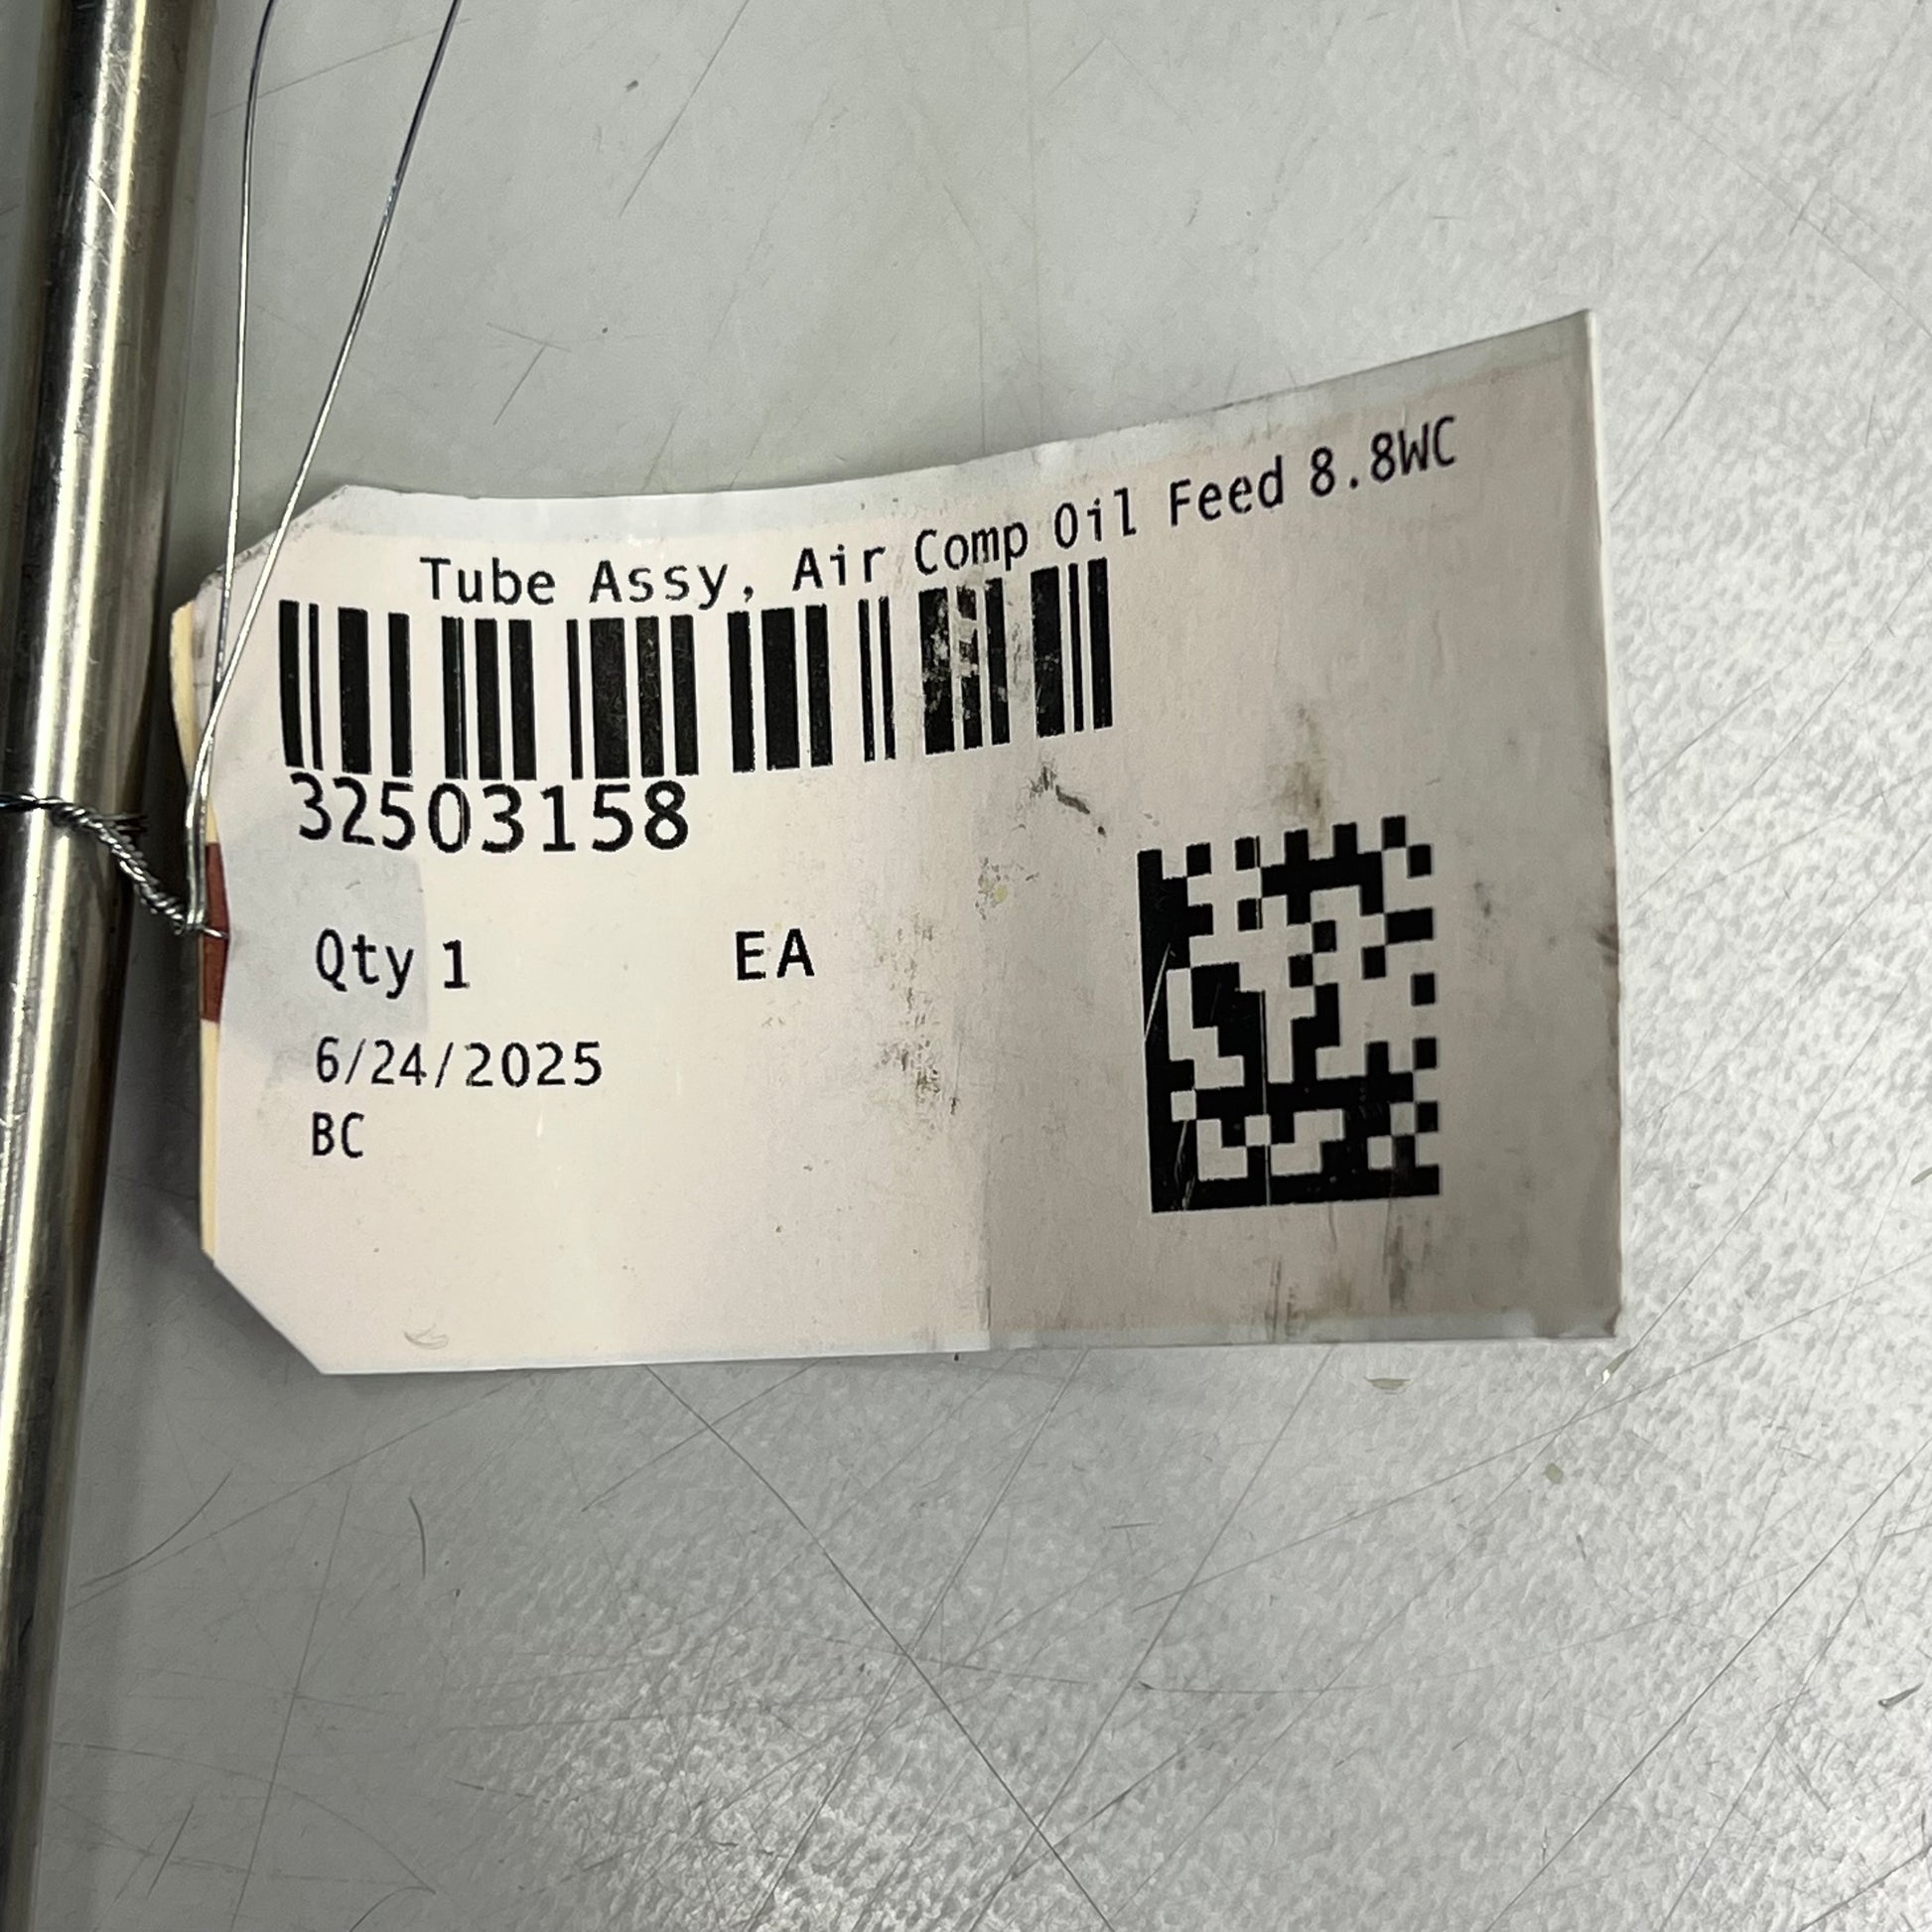 Tube Assy, Air Comp Oil Feed 8.8WC
32503158
Qty 1 EA
6/24/2025
BC